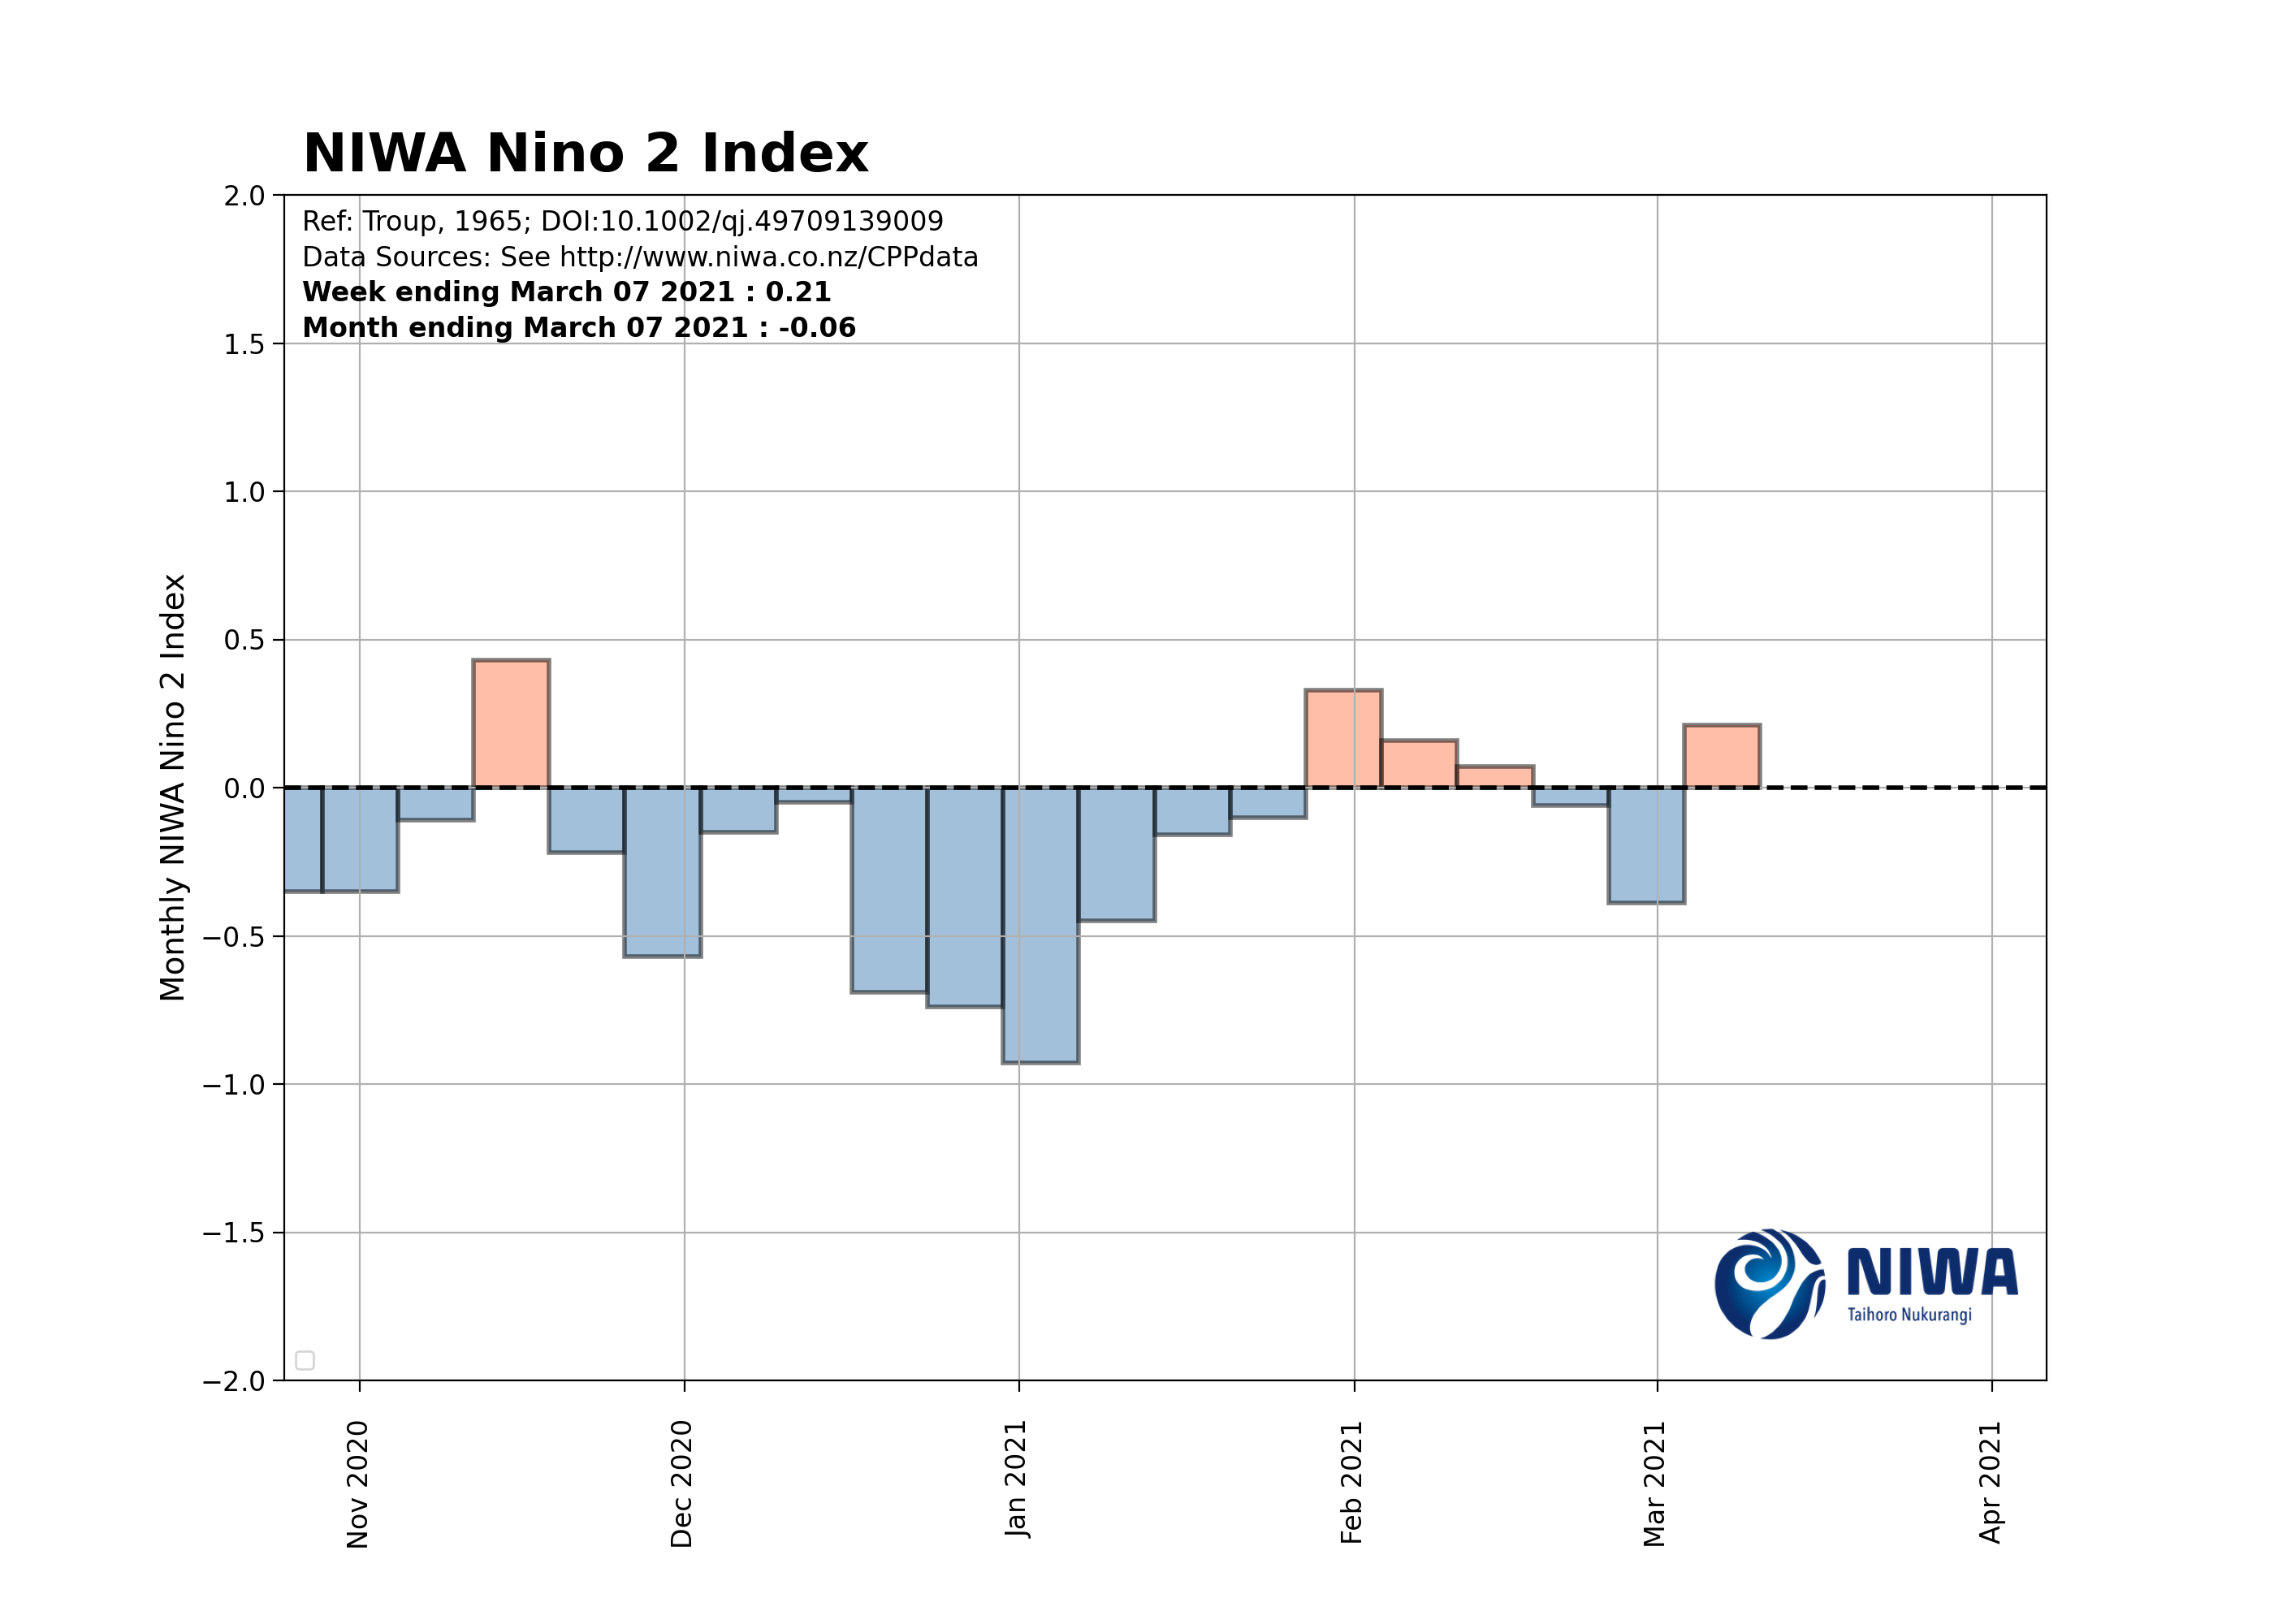 NIWA Nino 2 Index
Ref: Troup, 1965; DOI:10.1002/qj.49709139009
Data Sources: See http://www.niwa.co.nz/CPPdata
Week ending March 07 2021 : 0.21
Month ending March 07 2021 : -0.06
Monthly NIWA Nino 2 Index
2.0
1.5
1.0
0.5
0.0
−0.5
−1.0
−1.5
−2.0
NIWA
Taihoro Nukurangi
Nov 2020
Dec 2020
Jan 2021
Feb 2021
Mar 2021
Apr 2021